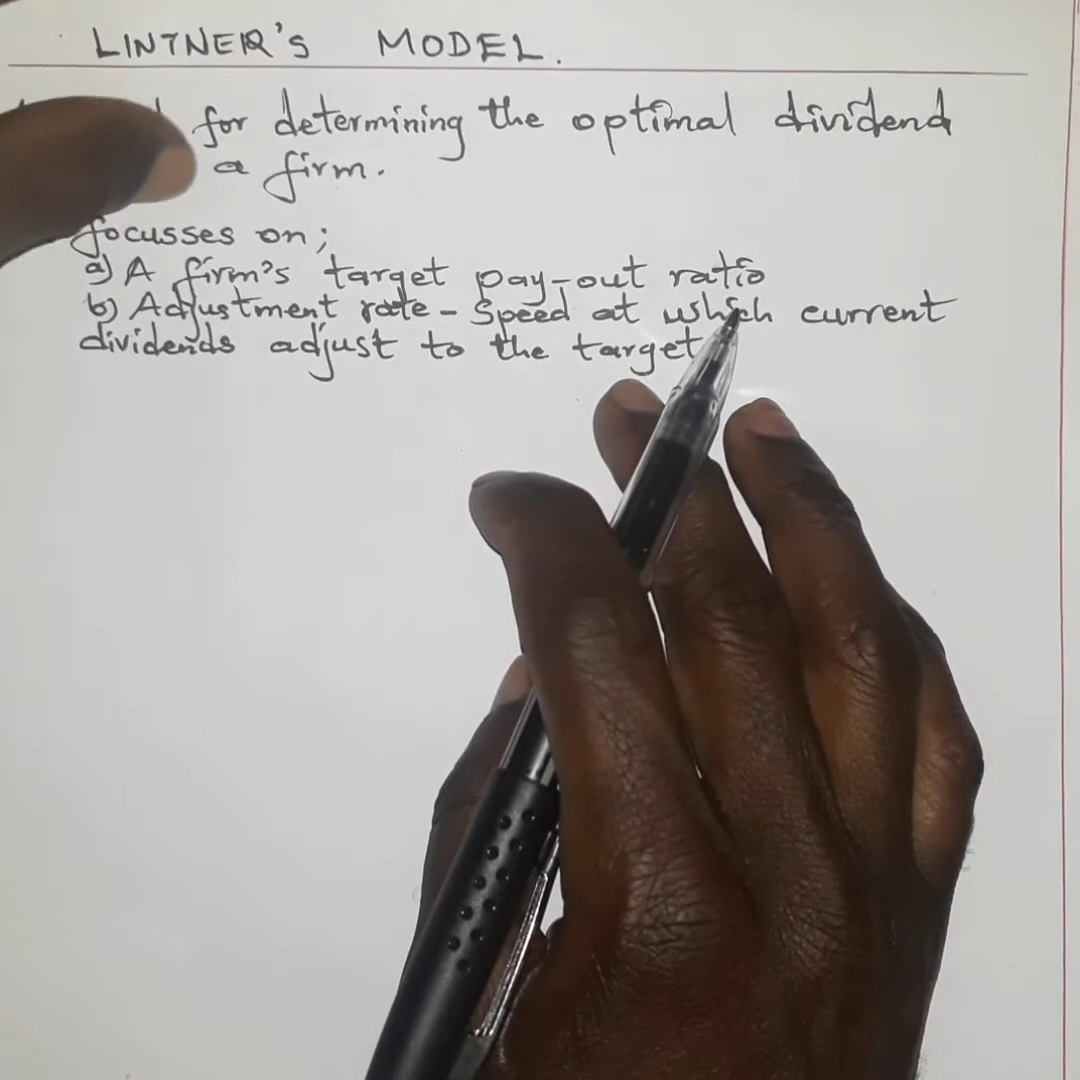 LINTNER'S MODEL.
for determining the optimal dividend
a firm.
focusses on;
a) A firm's target pay-out ratio
b) Adjustment rate - Speed at which current
dividends adjust to the target